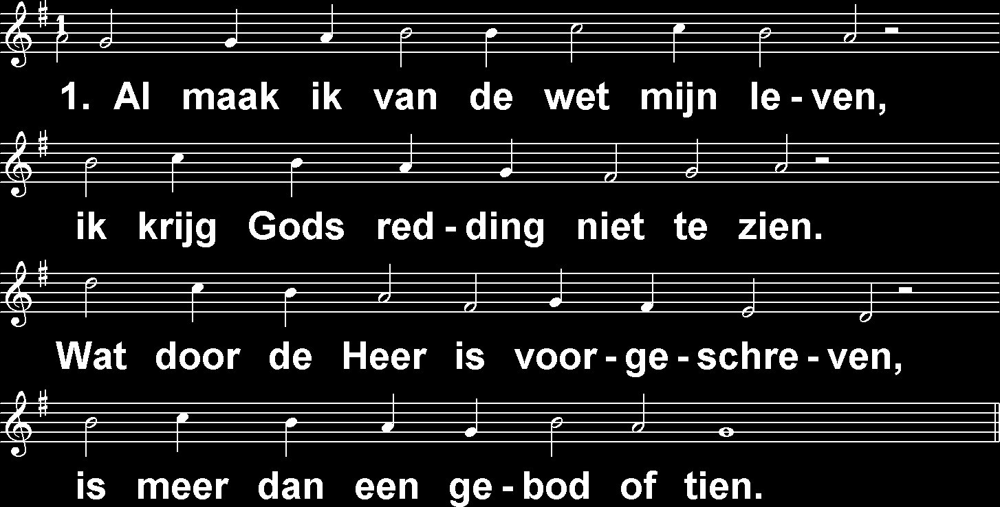 1
1. Al maak ik van de wet mijn le - ven,
ik krijg Gods red - ding niet te zien.
Wat door de Heer is voor - ge - schre - ven,
is meer dan een ge - bod of tien.